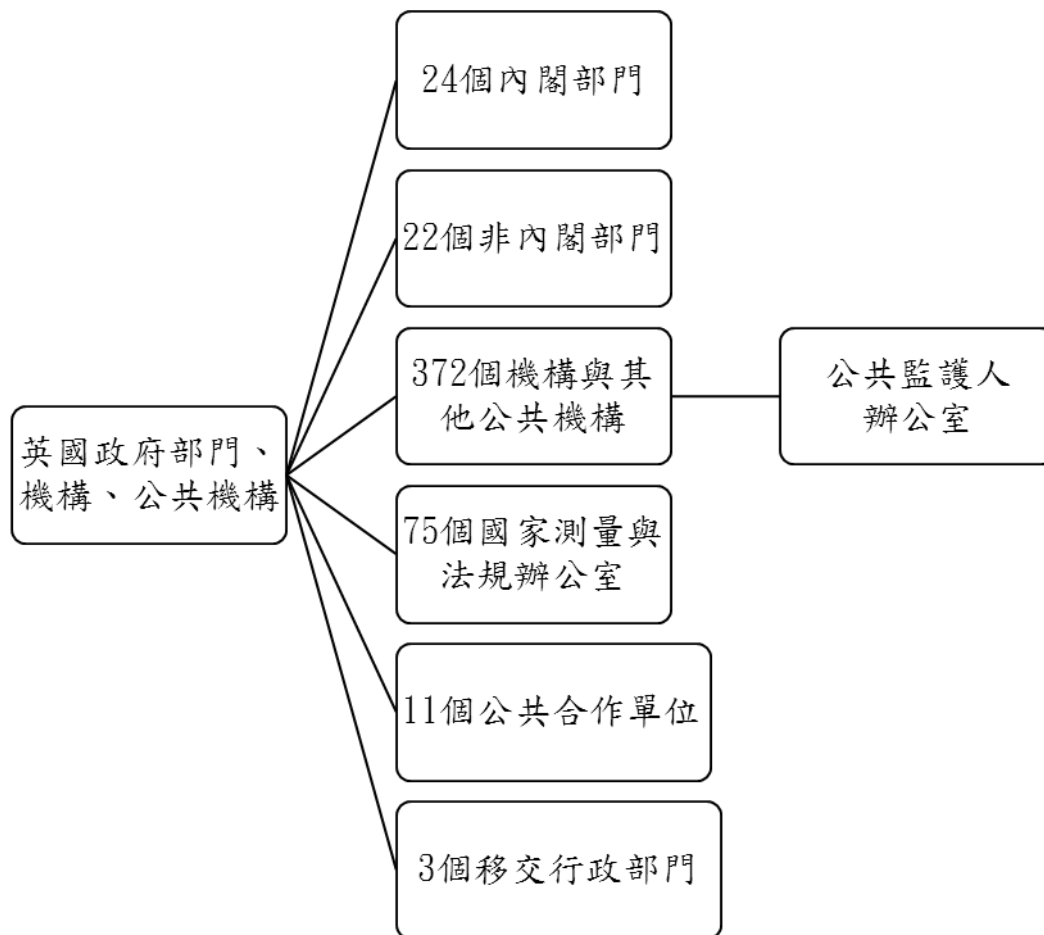 24個內閣部門
22個非內閣部門
372個機構與其
他公共機構
公共監護人
辦公室
英國政府部門、
機構、公共機構
75個國家測量與
法規辦公室
11個公共合作單位
3個移交行政部門